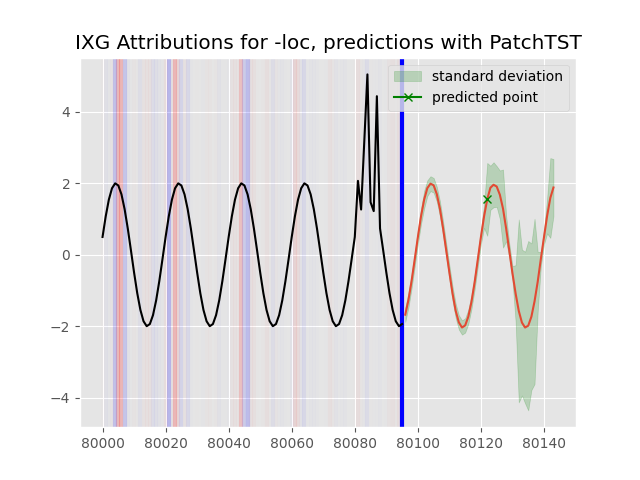 IXG Attributions for -loc, predictions with PatchTST
standard deviation
predicted point
4
2
0
−2
−4
80000 80020 80040 80060 80080 80100 80120 80140